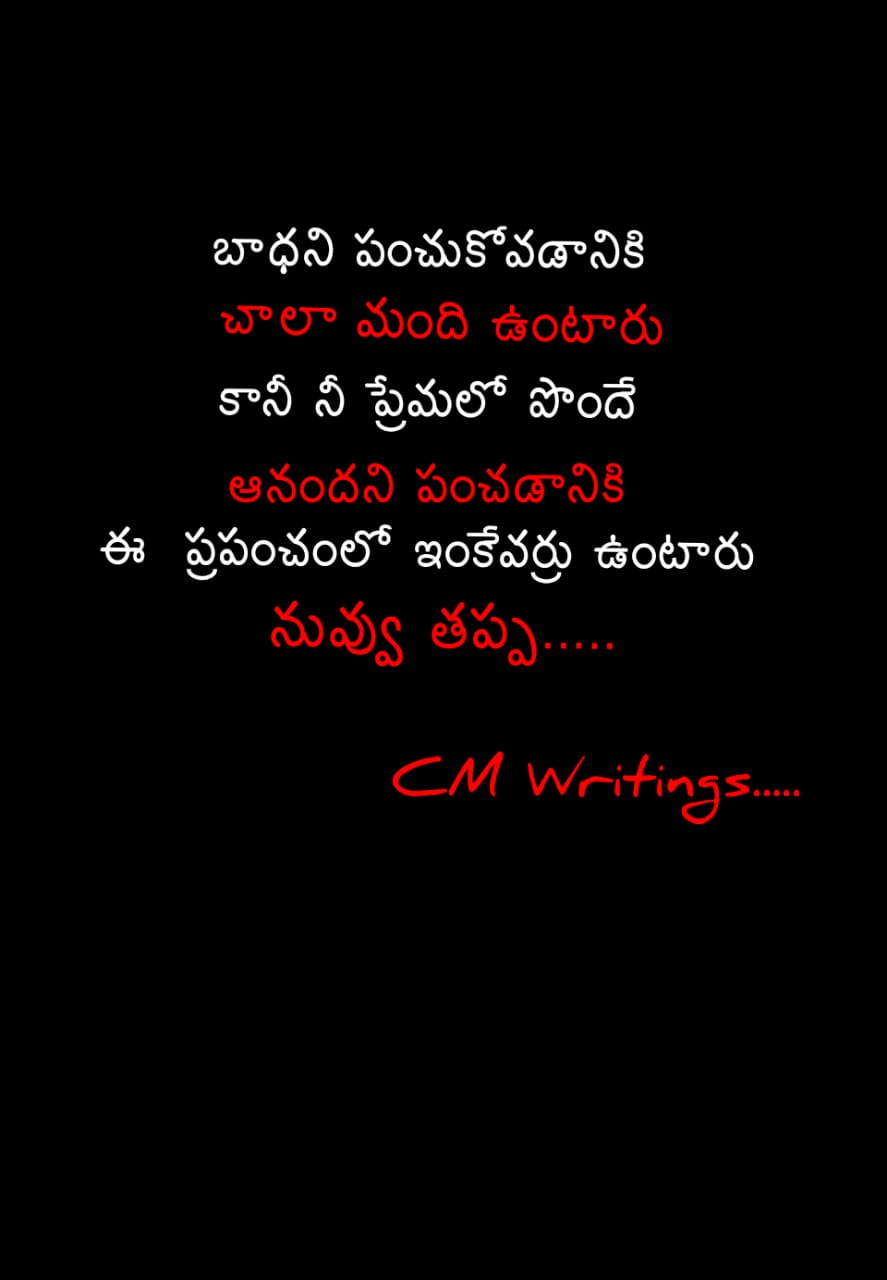 బాధని పంచుకోవడానికి
చాలా మంది ఉంటారు
కానీ నీ ప్రేమలో పొందే
ఆనందని పంచడానికి
ఈ ప్రపంచంలో ఇంకేవర్రు ఉంటారు
నువ్వు తప్ప.....
CM Writings.....